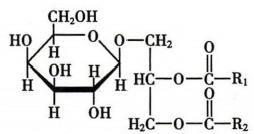 CH₂OH
HO O O CH₂ O
H H HC O C R₁
OH H O
H CH₂ O C R₂
H OH